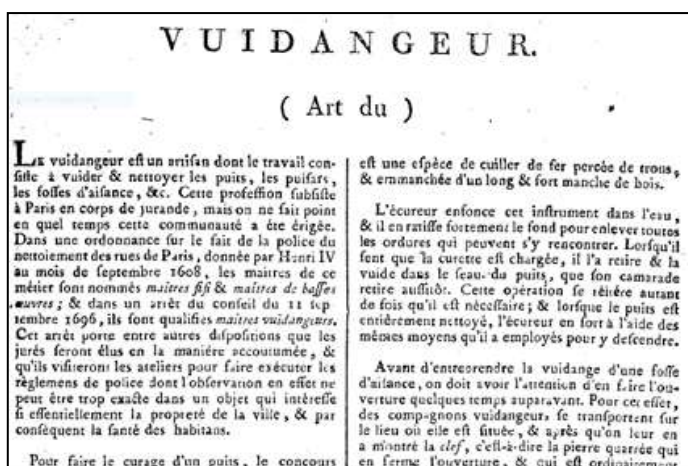 VUIDANGEUR.
( Art du )
LE vuidangeur eſt un artiſan dont le travail con-
ſiſte à vuider & nettoyer les puits, les puiſars,
les foſſes d'aiſance, &c. Cette profeſſion ſubſiſte
à Paris en corps de jurande, mais on ne ſait point
en quel temps cette communauté a été érigée.
Dans une ordonnance ſur le fait de la police du
nettoiement des rues de Paris, donnée par Henri IV
au mois de ſeptembre 1608, les maitres de ce
métier ſont nommés maîtres fifi & maîtres de baſſes
œuvres ; & dans un arrêt du conſeil du 11 ſep-
tembre 1696, ils ſont qualifiés maîtres vuidangeurs.
Cet arrêt porte entre autres diſpoſitions que les
jurés ſeront élus en la manière accoutumée, &
qu'ils viſiteront les ateliers pour faire exécuter les
règlemens de police dont l'obſervation en effet ne
peut être trop exacte dans un objet qui intéreſſe
ſi eſſentiellement la propreté de la ville, & par
conſéquent la ſanté des habitans.
Pour faire le curage d'un puits, le concours
eſt une eſpèce de cuiller de fer percée de trous,
& emmanchée d'un long & fort manche de bois.
L'écureur enfonce cet inſtrument dans l'eau,
& il en ratiſſe fortement le fond pour enlever toutes
les ordures qui peuvent s'y rencontrer. Lorſqu'il
ſent que la curette eſt chargée, il l'a retire & la
vuide dans le ſeau du puits, que ſon camarade
retire auſſitôt. Cette opération ſe réitère autant
de fois qu'il eſt néceſſaire ; & lorſque le puits eſt
entièrement nettoyé, l'écureur en ſort à l'aide des
mêmes moyens qu'il a employés pour y deſcendre.
Avant d'entreprendre la vuidange d'une foſſe
d'aiſance, on doit avoir l'attention d'en faire l'ou-
verture quelques temps auparavant. Pour cet effet,
des compagnons vuidangeurs ſe tranſportent ſur
le lieu où elle eſt ſituée, & après qu'on leur en
a montré la clef, c'eſt-à-dire la pierre quarrée qui
en ferme l'ouverture, & qui eſt ordinairement